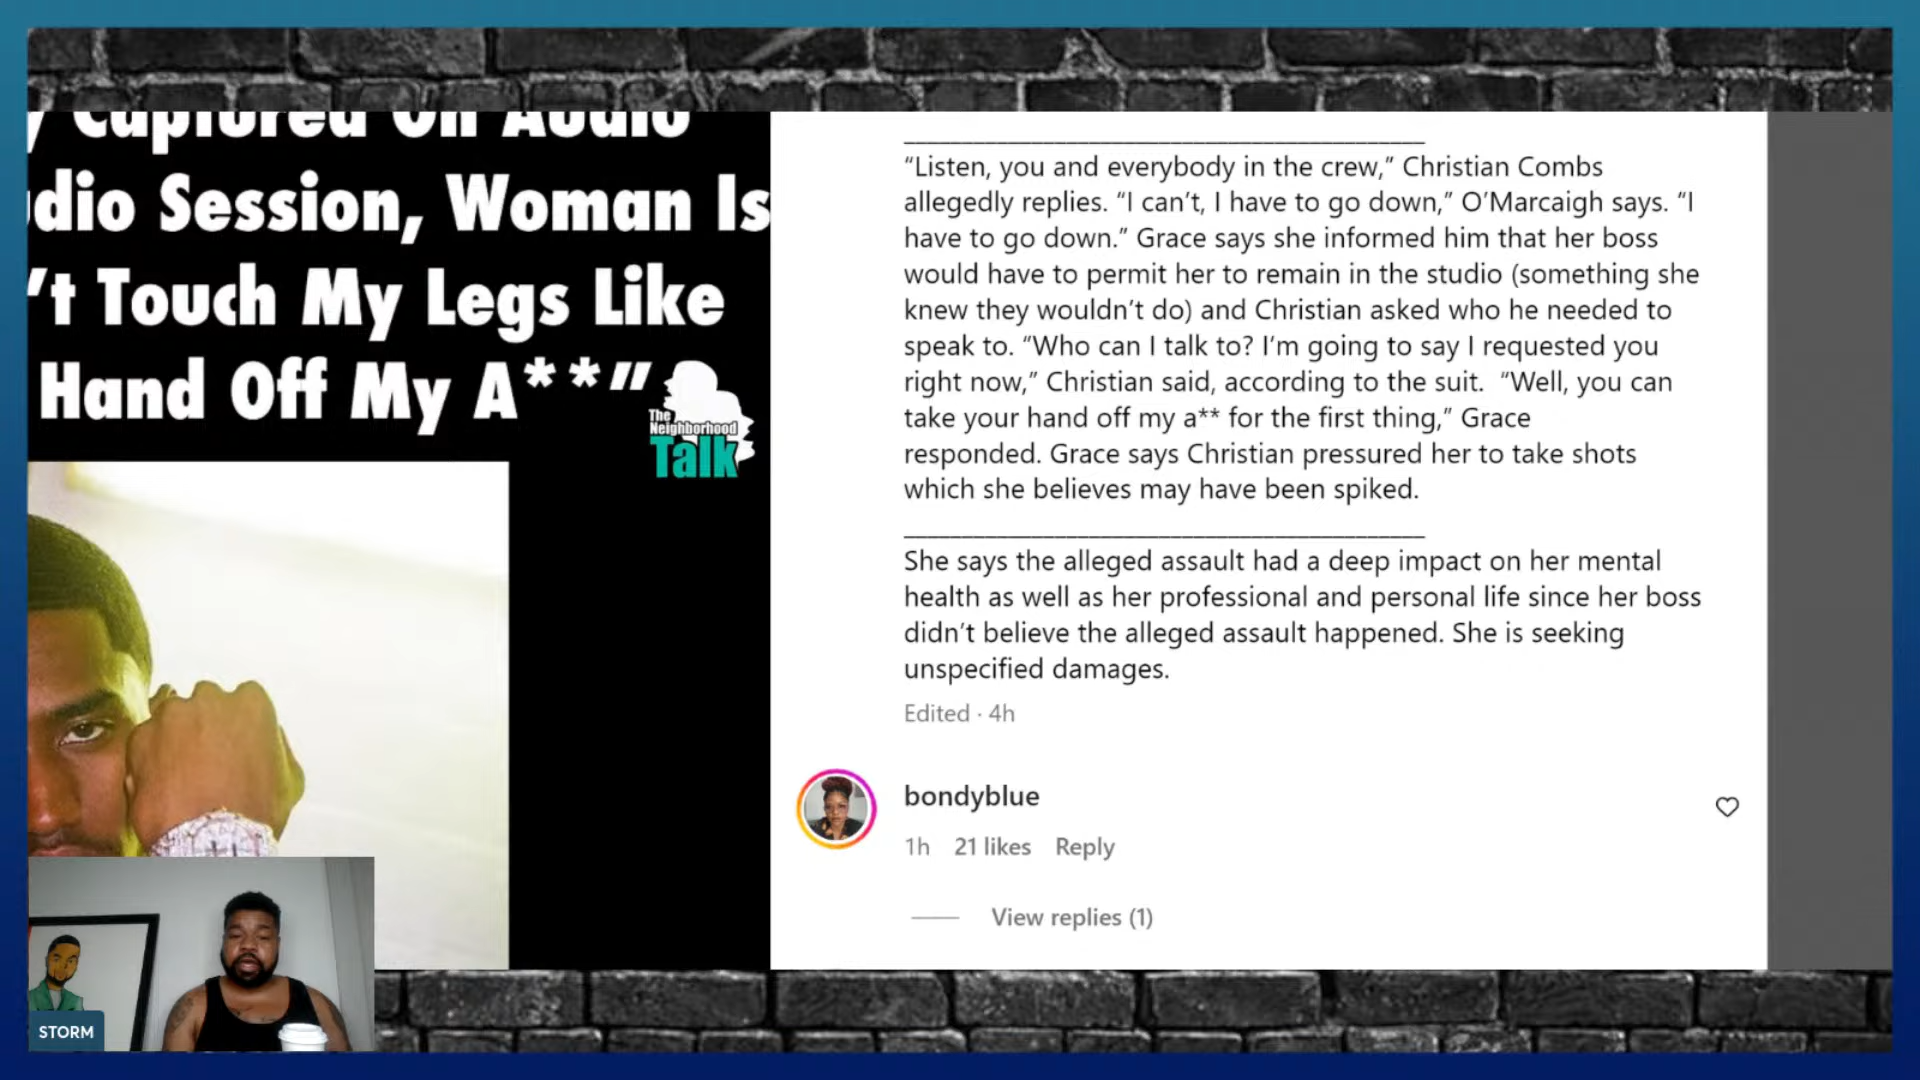 y Captured On Audio
dio Session, Woman Is
't Touch My Legs Like
Hand Off My A**"
The
Neighborhood
Talk
“Listen, you and everybody in the crew,” Christian Combs
allegedly replies. “I can’t, I have to go down,” O’Marcaigh says. “I
have to go down.” Grace says she informed him that her boss
would have to permit her to remain in the studio (something she
knew they wouldn’t do) and Christian asked who he needed to
speak to. “Who can I talk to? I’m going to say I requested you
right now,” Christian said, according to the suit. “Well, you can
take your hand off my a** for the first thing,” Grace
responded. Grace says Christian pressured her to take shots
which she believes may have been spiked.
She says the alleged assault had a deep impact on her mental
health as well as her professional and personal life since her boss
didn’t believe the alleged assault happened. She is seeking
unspecified damages.
Edited · 4h
bondyblue
1h 21 likes Reply
View replies (1)
STORM